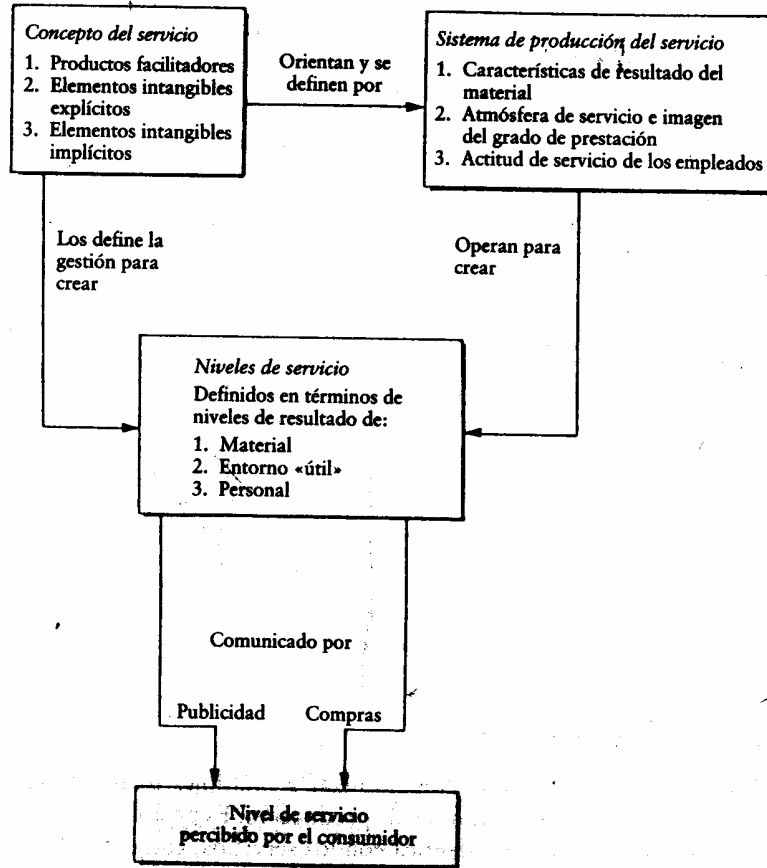 Concepto del servicio
1. Productos facilitadores
2. Elementos intangibles
explícitos
3. Elementos intangibles
implícitos
Orientan y se
definen por
Sistema de producción del servicio
1. Características de resultado del
material
2. Atmósfera de servicio e imagen
del grado de prestación
3. Actitud de servicio de los empleados
Los define la
gestión para
crear
Operan para
crear
Niveles de servicio
Definidos en términos de
niveles de resultado de:
1. Material
2. Entorno «útil»
3. Personal
Comunicado por
Publicidad
Compras
Nivel de servicio
percibido por el consumidor